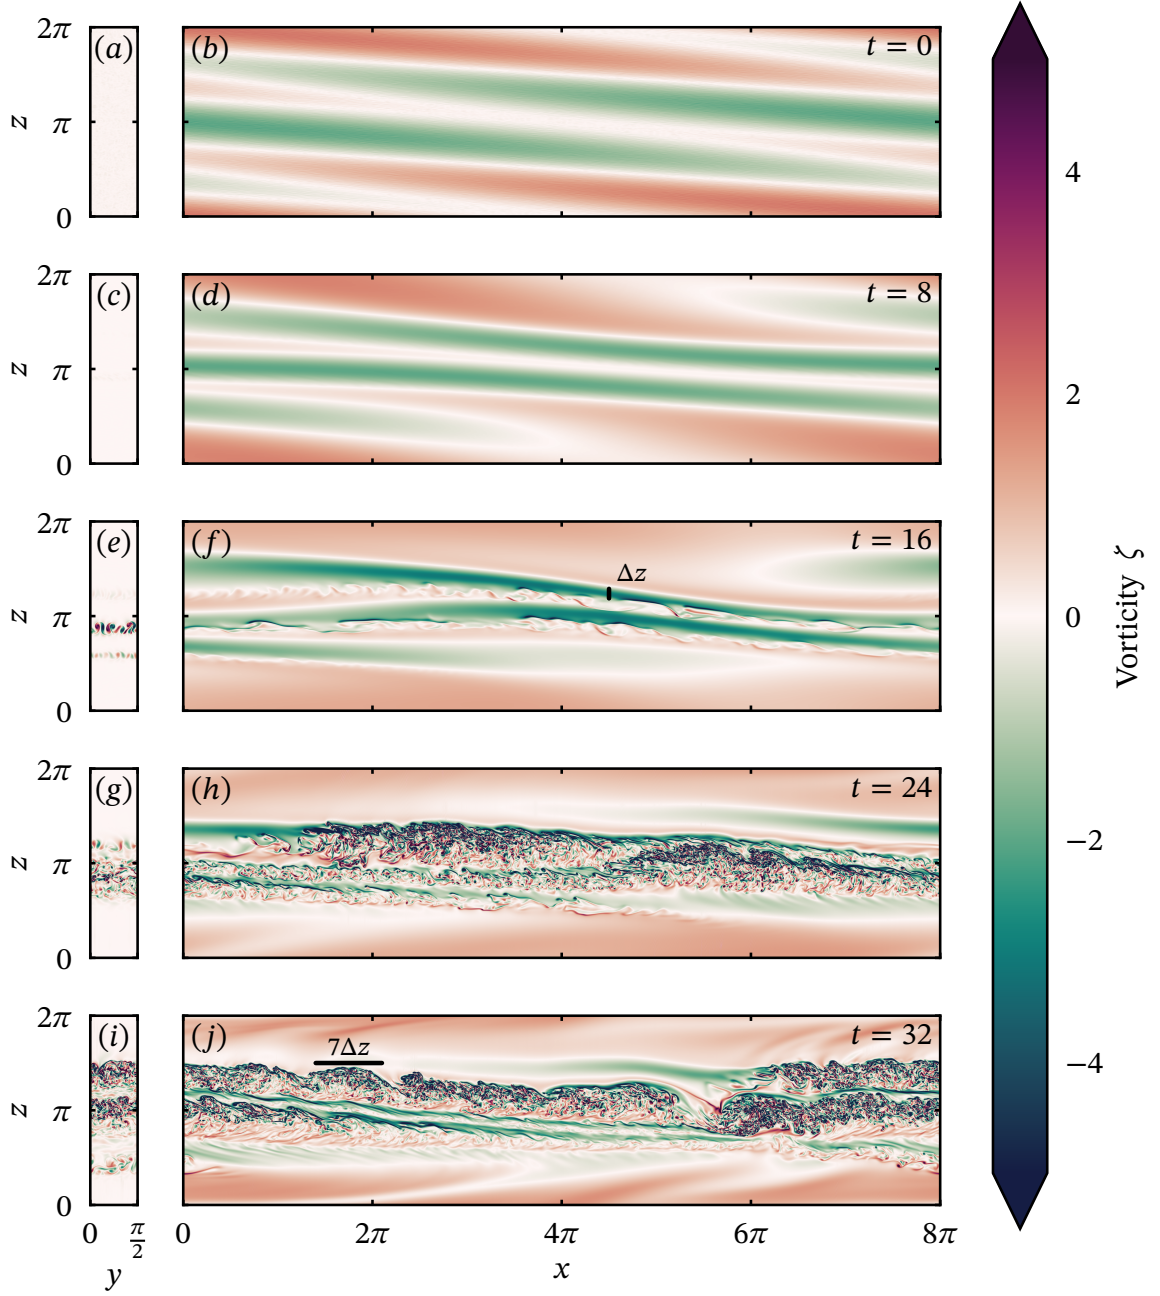 2π
(a)
(b)
t = 0
z
π
0
2π
(c)
(d)
t = 8
z
π
0
2π
(e)
(f)
t = 16
Δz
z
π
0
2π
(g)
(h)
t = 24
z
π
0
2π
(i)
(j)
t = 32
7Δz
z
π
0
0
π/2
y
0
2π
4π
6π
8π
x
4
2
0
−2
−4
Vorticity ζ